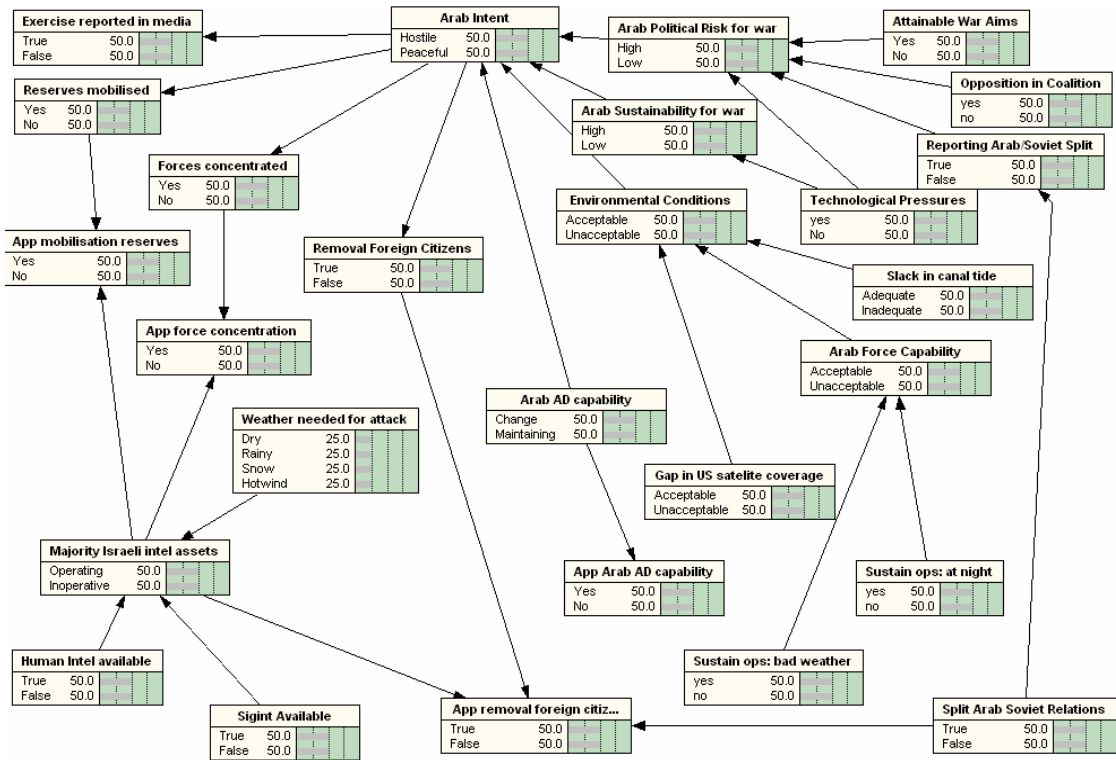 Exercise reported in media
True 50.0
False 50.0
Arab Intent
Hostile 50.0
Peaceful 50.0
Arab Political Risk for war
High 50.0
Low 50.0
Attainable War Aims
Yes 50.0
No 50.0
Opposition in Coalition
yes 50.0
no 50.0
Reserves mobilised
Yes 50.0
No 50.0
Arab Sustainability for war
High 50.0
Low 50.0
Reporting Arab/Soviet Split
True 50.0
False 50.0
Forces concentrated
Yes 50.0
No 50.0
Environmental Conditions
Acceptable 50.0
Unacceptable 50.0
Technological Pressures
yes 50.0
No 50.0
App mobilisation reserves
Yes 50.0
No 50.0
Removal Foreign Citizens
True 50.0
False 50.0
Slack in canal tide
Adequate 50.0
Inadequate 50.0
App force concentration
Yes 50.0
No 50.0
Arab Force Capability
Acceptable 50.0
Unacceptable 50.0
Arab AD capability
Change 50.0
Maintaining 50.0
Weather needed for attack
Dry 25.0
Rainy 25.0
Snow 25.0
Hotwind 25.0
Gap in US satelite coverage
Acceptable 50.0
Unacceptable 50.0
Majority Israeli intel assets
Operating 50.0
Inoperative 50.0
App Arab AD capability
Yes 50.0
No 50.0
Sustain ops: at night
yes 50.0
no 50.0
Human Intel available
True 50.0
False 50.0
Sustain ops: bad weather
yes 50.0
no 50.0
Sigint Available
True 50.0
False 50.0
App removal foreign citiz...
True 50.0
False 50.0
Split Arab Soviet Relations
True 50.0
False 50.0